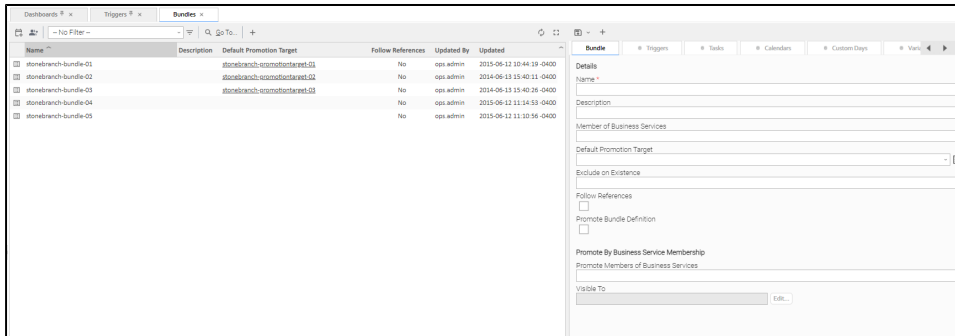 Dashboards × Triggers × Bundles ×
-- No Filter -- Go To...
Name Description Default Promotion Target Follow References Updated By Updated
stonebranch-bundle-01 stonebranch-promotiontarget-01 No ops.admin 2015-06-12 10:44:19 -0400
stonebranch-bundle-02 stonebranch-promotiontarget-02 No ops.admin 2014-06-13 15:40:11 -0400
stonebranch-bundle-03 stonebranch-promotiontarget-03 No ops.admin 2014-06-13 15:40:26 -0400
stonebranch-bundle-04 No ops.admin 2015-06-12 11:14:53 -0400
stonebranch-bundle-05 No ops.admin 2015-06-12 11:10:56 -0400
Bundle Triggers Tasks Calendars Custom Days Varia
Details
Name *
Description
Member of Business Services
Default Promotion Target
Exclude on Existence
Follow References
Promote Bundle Definition
Promote By Business Service Membership
Promote Members of Business Services
Visible To
Edit...